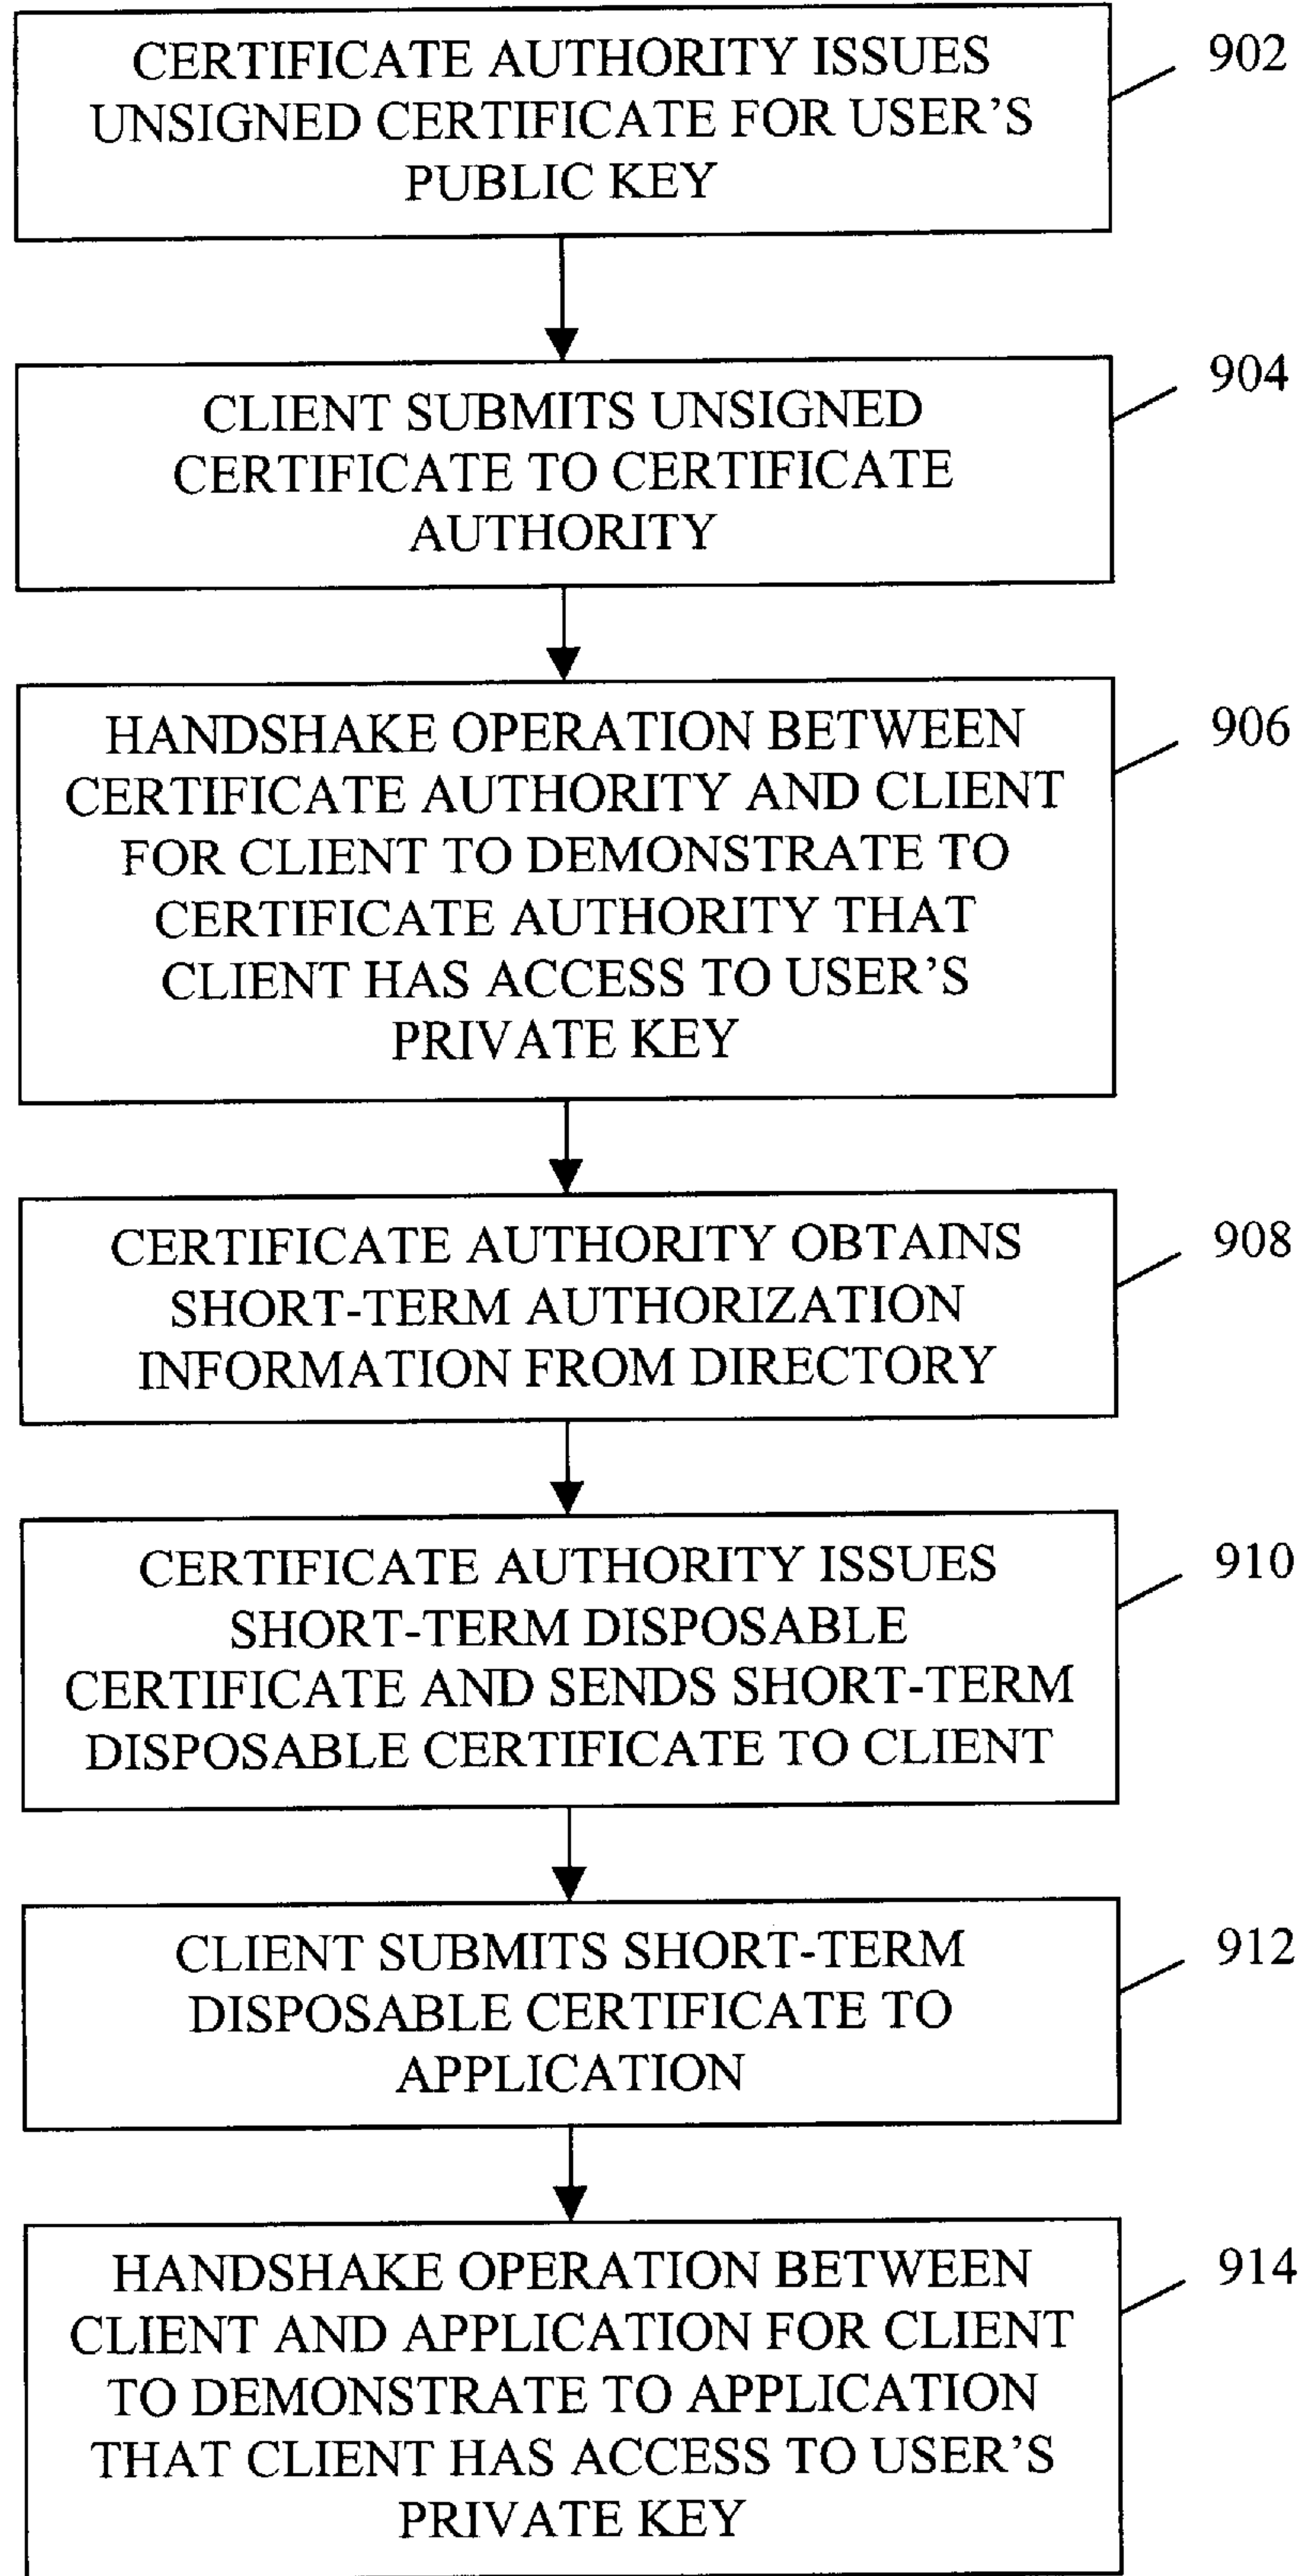 CERTIFICATE AUTHORITY ISSUES
UNSIGNED CERTIFICATE FOR USER'S
PUBLIC KEY
902
CLIENT SUBMITS UNSIGNED
CERTIFICATE TO CERTIFICATE
AUTHORITY
904
HANDSHAKE OPERATION BETWEEN
CERTIFICATE AUTHORITY AND CLIENT
FOR CLIENT TO DEMONSTRATE TO
CERTIFICATE AUTHORITY THAT
CLIENT HAS ACCESS TO USER'S
PRIVATE KEY
906
CERTIFICATE AUTHORITY OBTAINS
SHORT-TERM AUTHORIZATION
INFORMATION FROM DIRECTORY
908
CERTIFICATE AUTHORITY ISSUES
SHORT-TERM DISPOSABLE
CERTIFICATE AND SENDS SHORT-TERM
DISPOSABLE CERTIFICATE TO CLIENT
910
CLIENT SUBMITS SHORT-TERM
DISPOSABLE CERTIFICATE TO
APPLICATION
912
HANDSHAKE OPERATION BETWEEN
CLIENT AND APPLICATION FOR CLIENT
TO DEMONSTRATE TO APPLICATION
THAT CLIENT HAS ACCESS TO USER'S
PRIVATE KEY
914